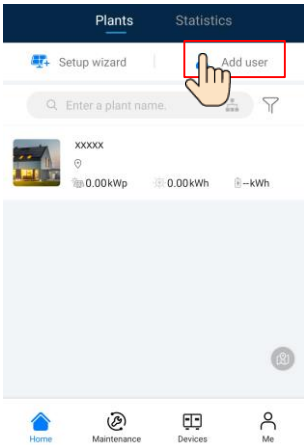 Plants Statistics
Setup wizard Add user
Enter a plant name.
xxxxx
0.00kWp 0.00kWh --kWh
Home Maintenance Devices Me